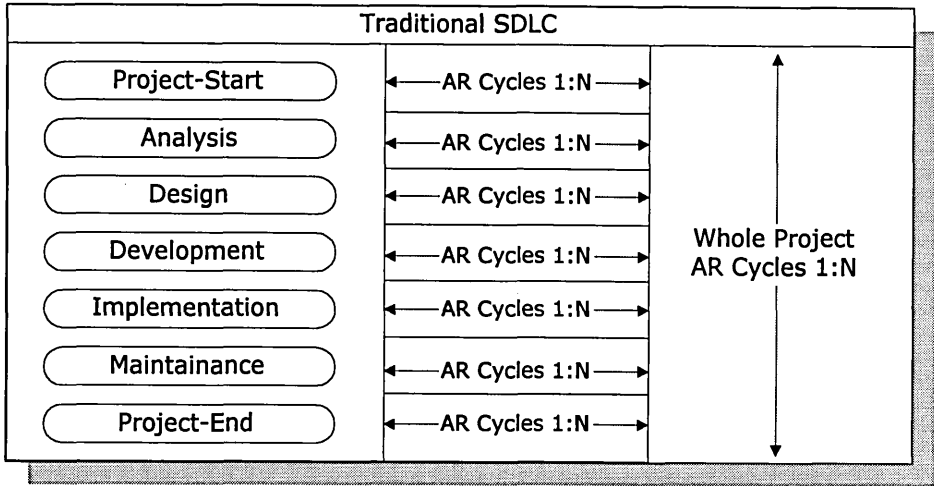 Traditional SDLC
Project-Start
AR Cycles 1:N
Analysis
AR Cycles 1:N
Design
AR Cycles 1:N
Development
AR Cycles 1:N
Implementation
AR Cycles 1:N
Maintainance
AR Cycles 1:N
Project-End
AR Cycles 1:N
Whole Project
AR Cycles 1:N